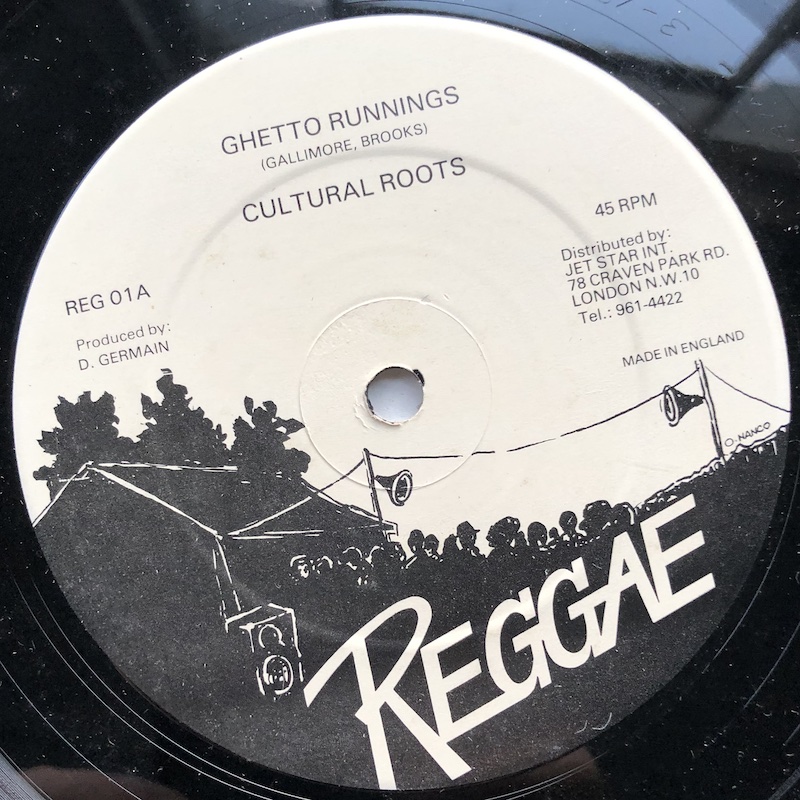 GHETTO RUNNINGS
(GALLIMORE, BROOKS)
CULTURAL ROOTS
45 RPM
Distributed by:
JET STAR INT.
78 CRAVEN PARK RD.
LONDON N.W.10
Tel.: 961-4422
REG 01A
Produced by:
D. GERMAIN
MADE IN ENGLAND
REGGAE